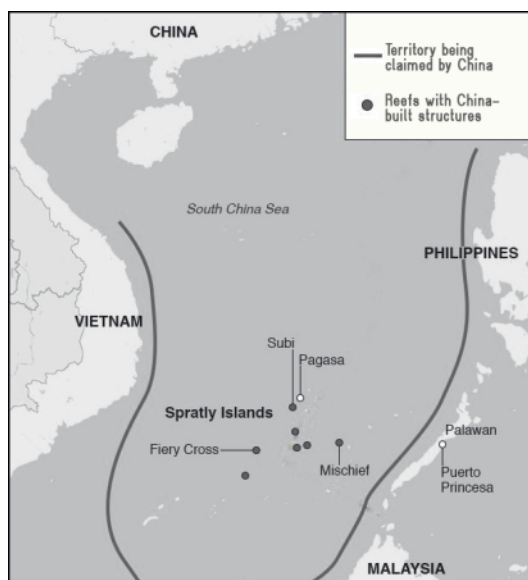 CHINA
Territory being
claimed by China
Reefs with China-
built structures
South China Sea
PHILIPPINES
VIETNAM
Subi
Pagasa
Spratly Islands
Palawan
Fiery Cross
Mischief
Puerto
Princesa
MALAYSIA